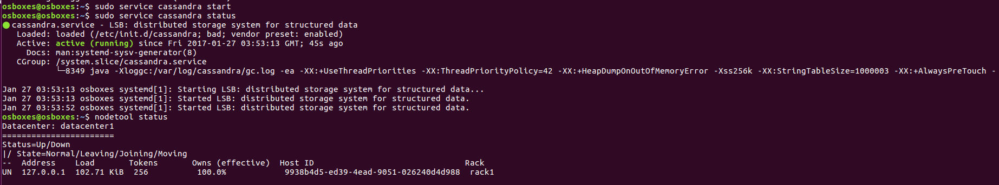 osboxes@osboxes:~$ sudo service cassandra start
osboxes@osboxes:~$ sudo service cassandra status
● cassandra.service - LSB: distributed storage system for structured data
   Loaded: loaded (/etc/init.d/cassandra; bad; vendor preset: enabled)
   Active: active (running) since Fri 2017-01-27 03:53:13 GMT; 45s ago
     Docs: man:systemd-sysv-generator(8)
   CGroup: /system.slice/cassandra.service
           └─8349 java -Xloggc:/var/log/cassandra/gc.log -ea -XX:+UseThreadPriorities -XX:ThreadPriorityPolicy=42 -XX:+HeapDumpOnOutOfMemoryError -Xss256k -XX:StringTableSize=1000003 -XX:+AlwaysPreTouch -
Jan 27 03:53:13 osboxes systemd[1]: Starting LSB: distributed storage system for structured data...
Jan 27 03:53:13 osboxes systemd[1]: Started LSB: distributed storage system for structured data.
Jan 27 03:53:52 osboxes systemd[1]: Started LSB: distributed storage system for structured data.
osboxes@osboxes:~$ nodetool status
Datacenter: datacenter1
=======================
Status=Up/Down
|/ State=Normal/Leaving/Joining/Moving
--  Address    Load       Tokens       Owns (effective)  Host ID                               Rack
UN  127.0.0.1  102.71 KiB  256          100.0%            9938b4d5-ed39-4ead-9051-026240d4d988  rack1